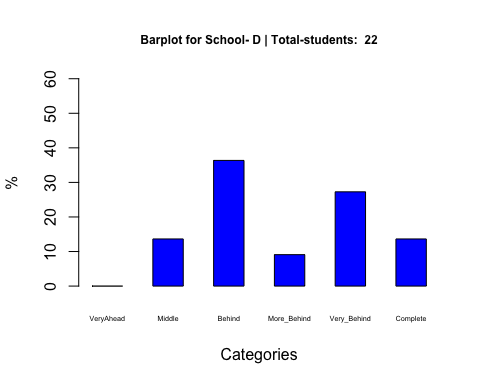 Barplot for School- D | Total-students:  22
60
50
40
30
20
10
0
%
VeryAhead Middle Behind More_Behind Very_Behind Complete
Categories